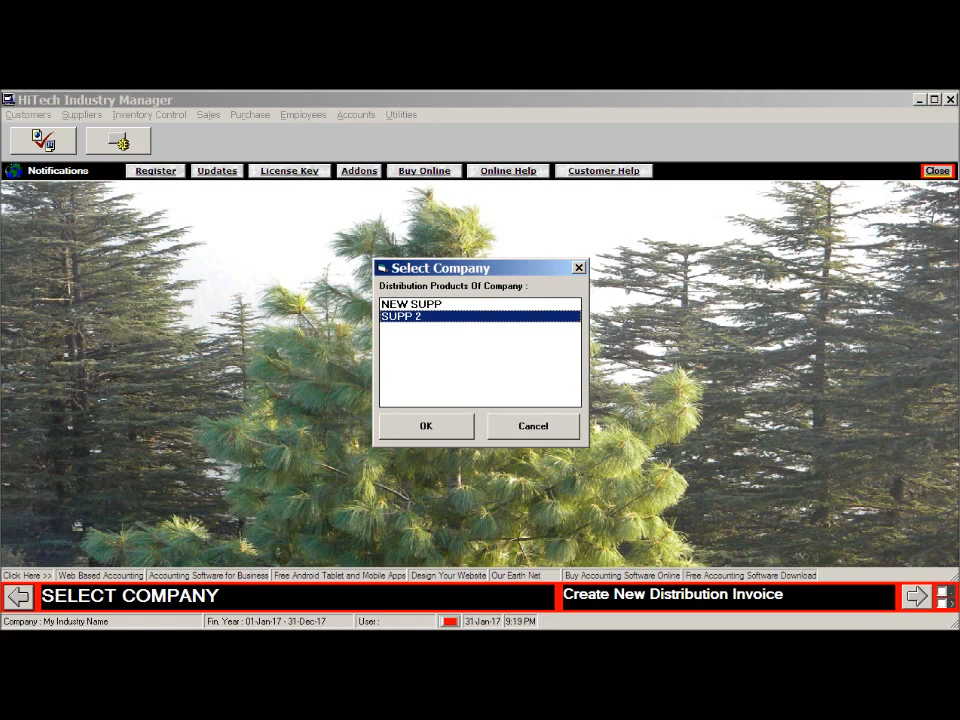 HiTech Industry Manager
Customers Suppliers Inventory Control Sales Purchase Employees Accounts Utilities
Notifications Register Updates License Key Addons Buy Online Online Help Customer Help Close
Select Company
Distribution Products Of Company :
NEW SUPP
SUPP 2
OK Cancel
Click Here >> Web Based Accounting Accounting Software for Business Free Android Tablet and Mobile Apps Design Your Website Our Earth Net Buy Accounting Software Online Free Accounting Software Download
SELECT COMPANY Create New Distribution Invoice
Company : My Industry Name Fin. Year : 01-Jan-17 - 31-Dec-17 User : 31-Jan-17 9:19 PM